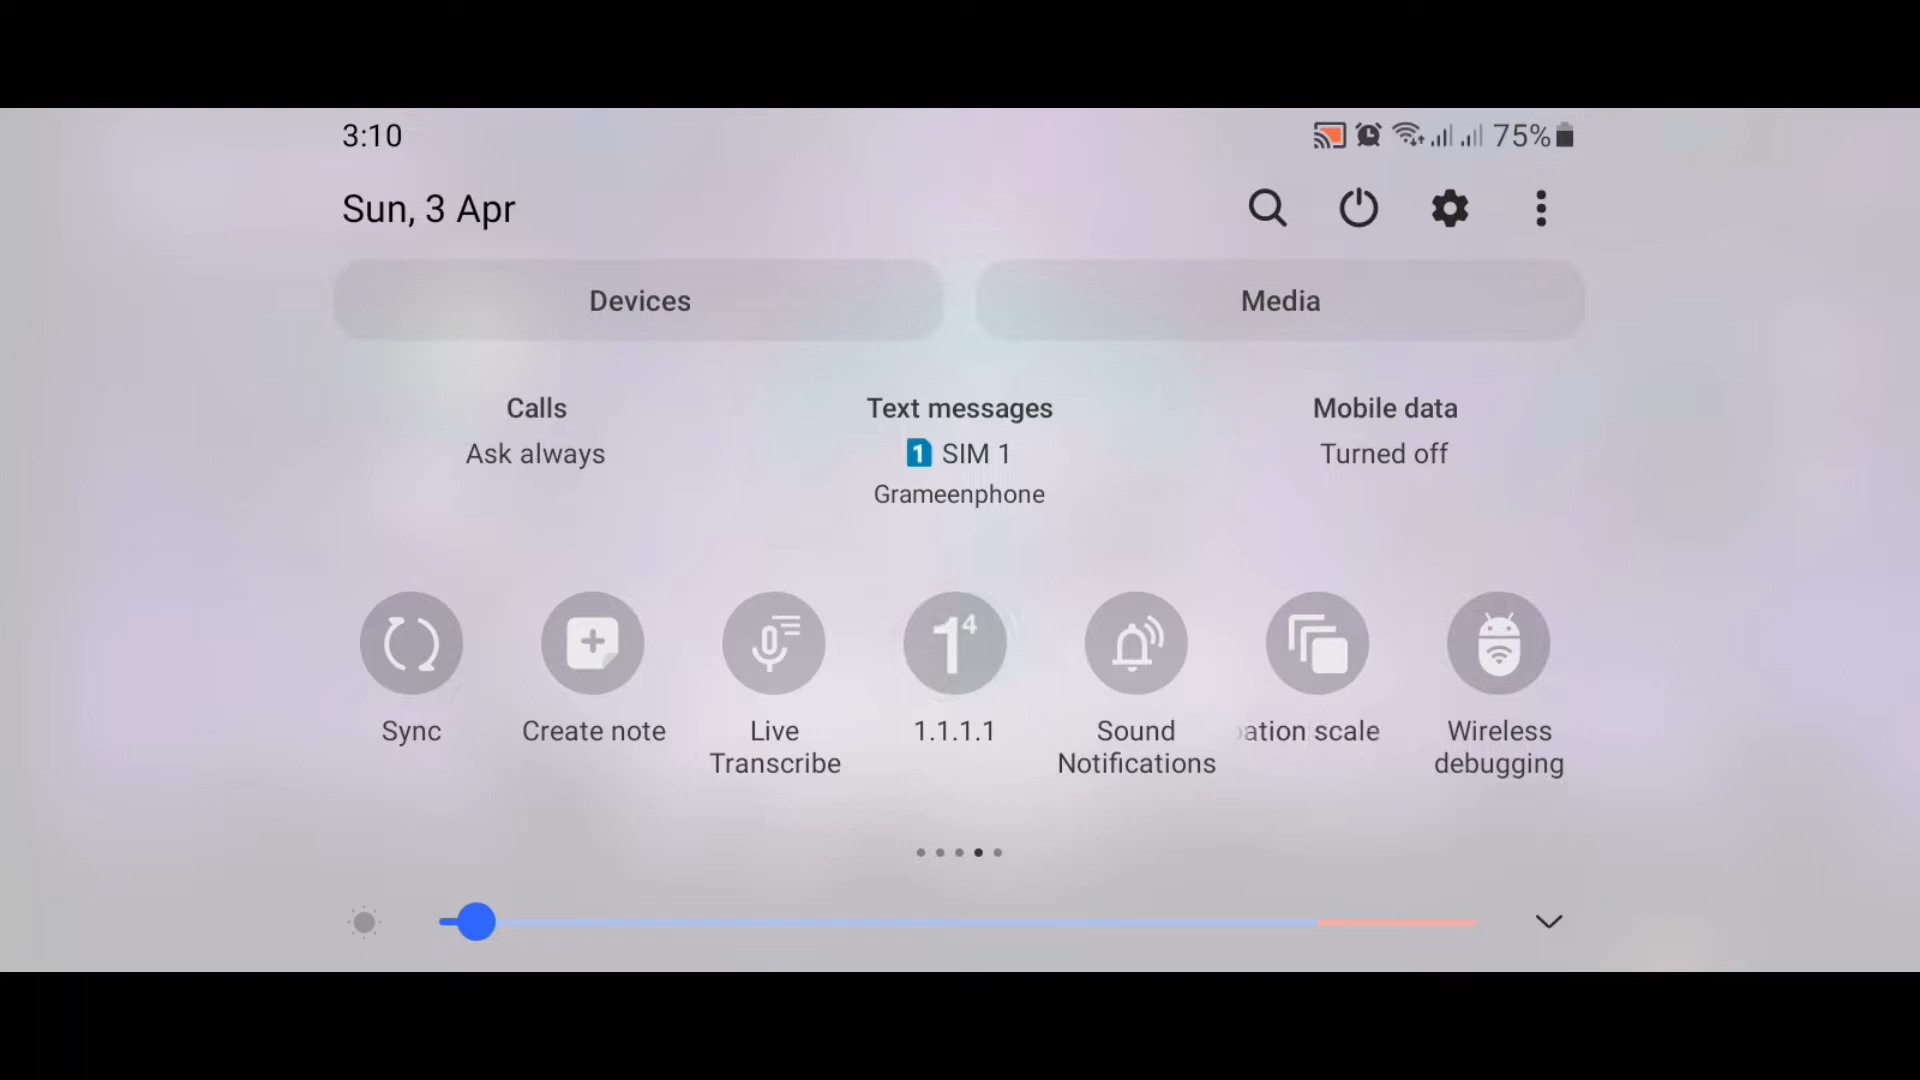 3:10
75%
Sun, 3 Apr
Devices
Media
Calls
Ask always
Text messages
1 SIM 1
Grameenphone
Mobile data
Turned off
Sync
Create note
Live
Transcribe
1⁴
1.1.1.1
Sound
Notifications
scale
Wireless
debugging